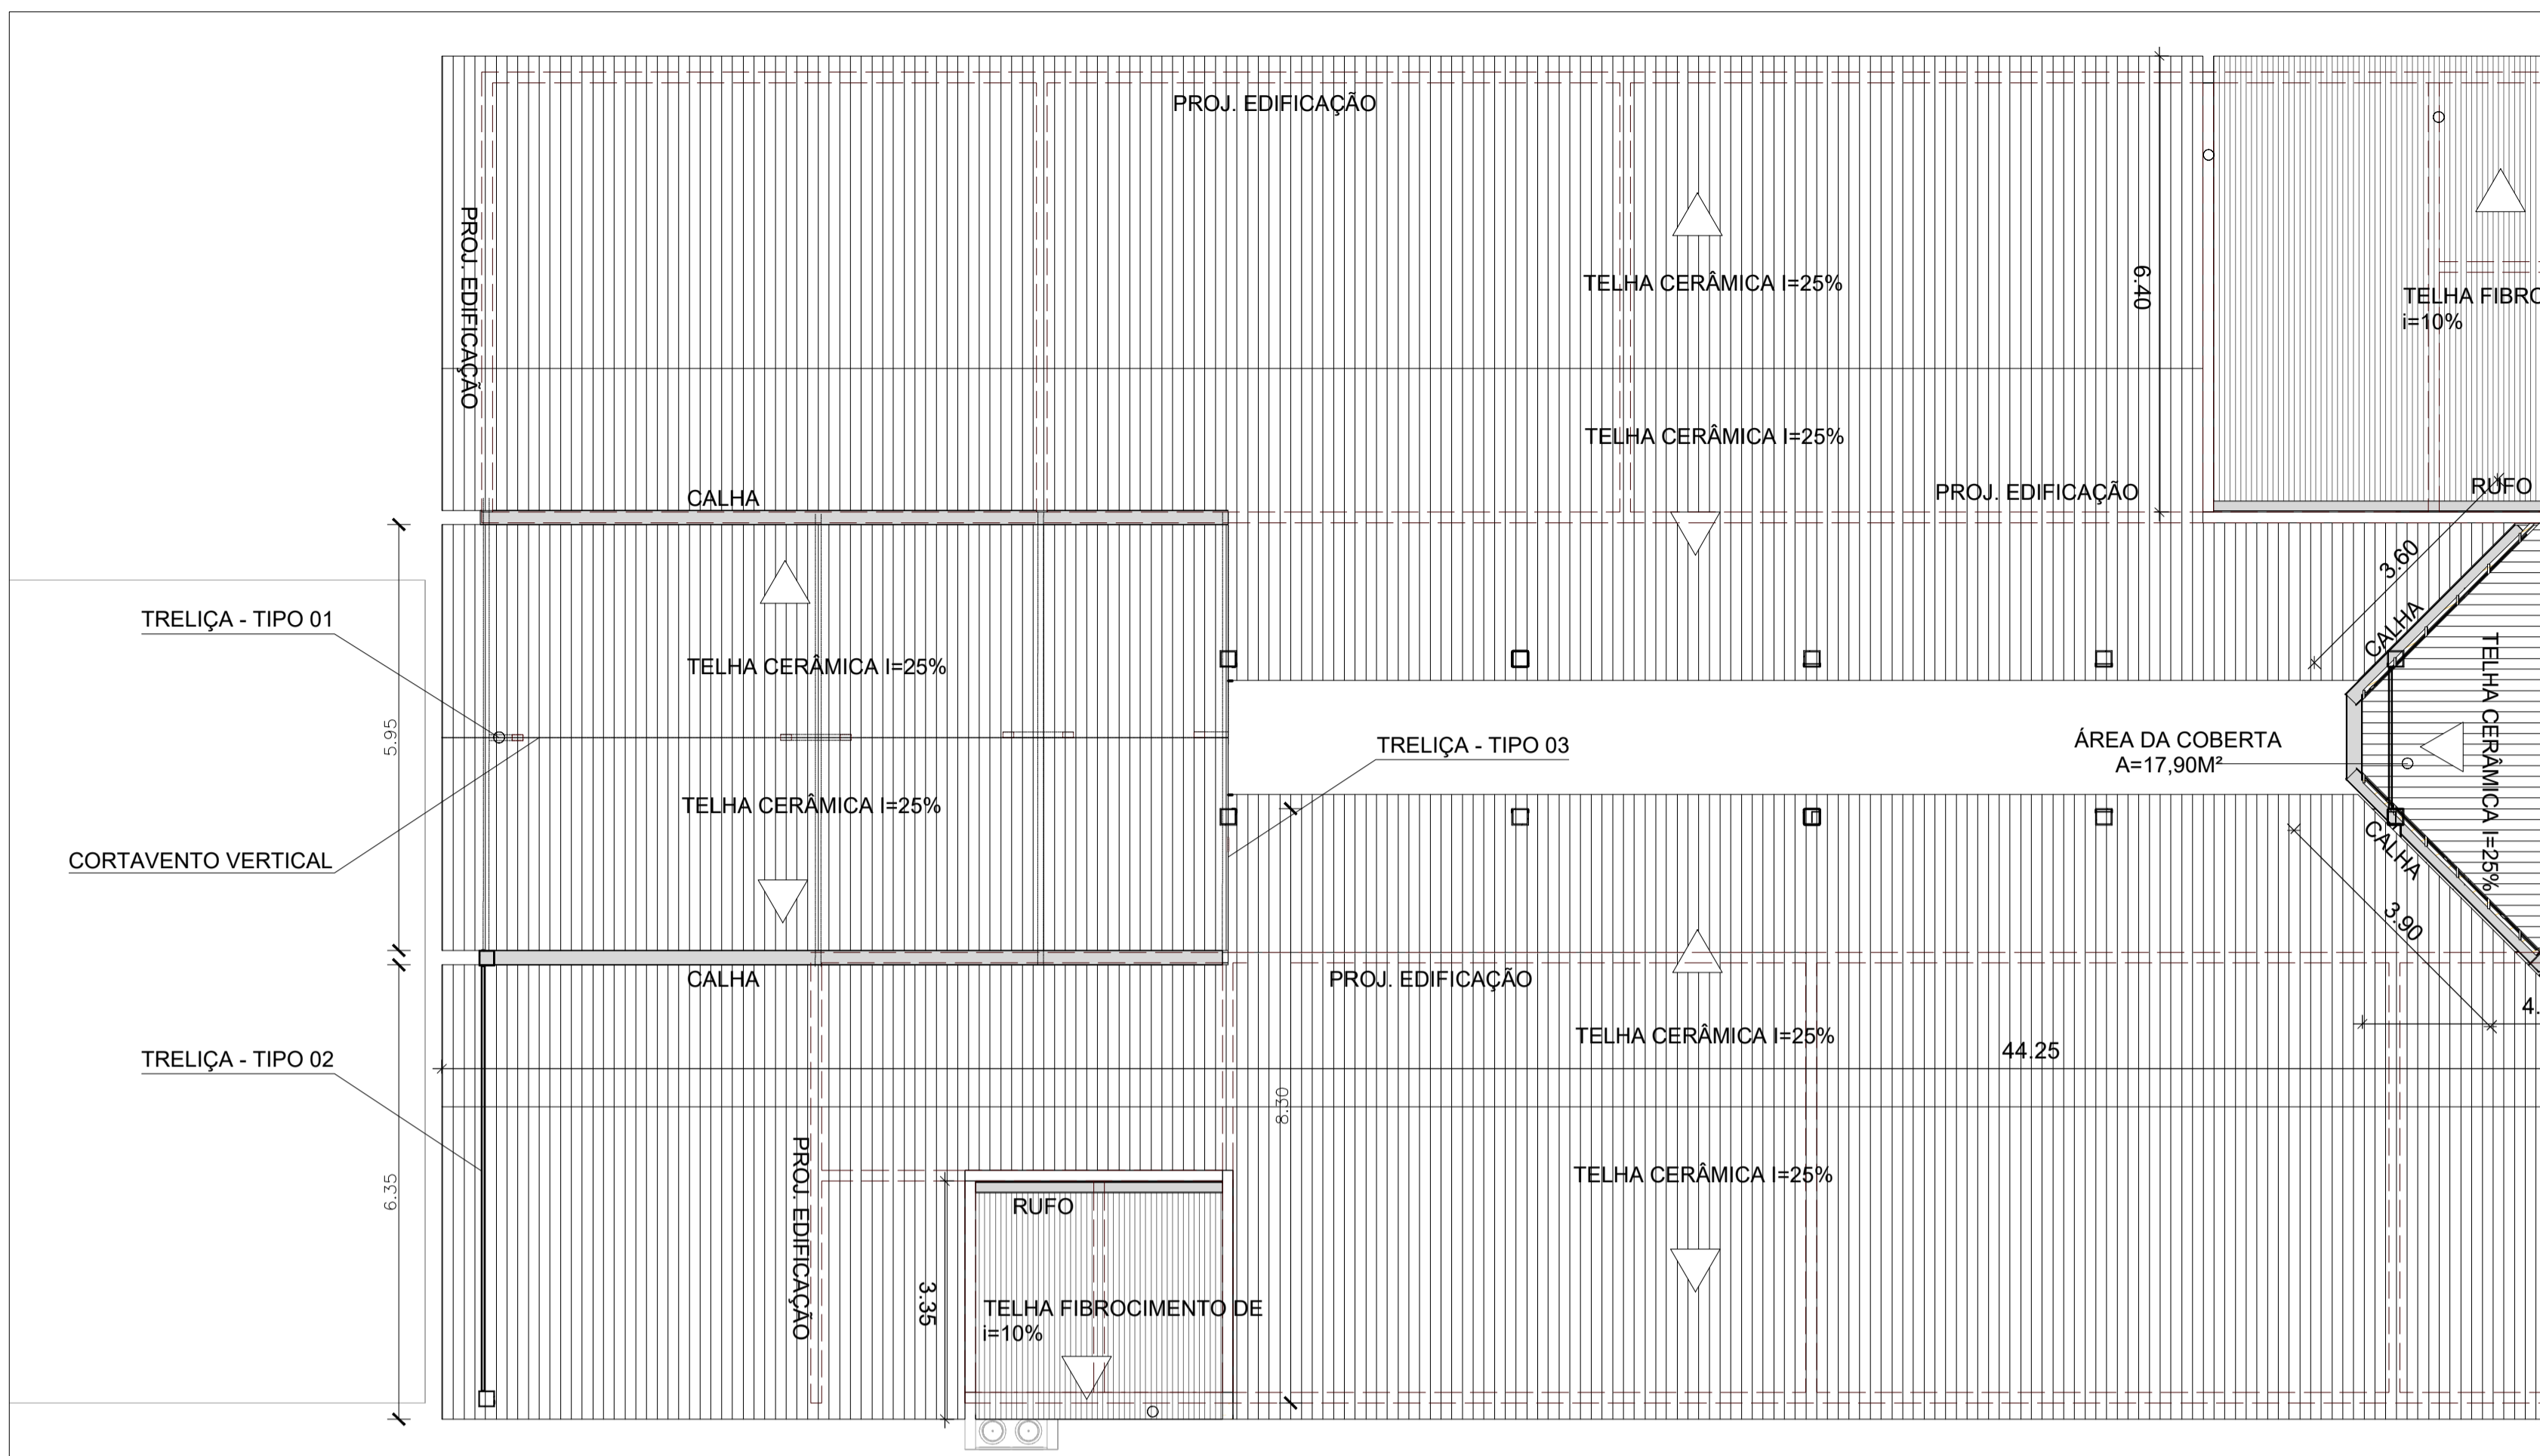 PROJ. EDIFICAÇÃO
PROJ. EDIFICAÇÃO
TELHA CERÂMICA I=25%
6.40
TELHA FIBRO
i=10%
TELHA CERÂMICA I=25%
CALHA
PROJ. EDIFICAÇÃO
RUFO
3.60
TRELIÇA - TIPO 01
CALHA
TELHA CERÂMICA I=25%
TELHA CERÂMICA I=25%
5.95
TRELIÇA - TIPO 03
ÁREA DA COBERTA
A=17,90M²
TELHA CERÂMICA I=25%
CORTAVENTO VERTICAL
CALHA
3.90
CALHA
PROJ. EDIFICAÇÃO
4.
TELHA CERÂMICA I=25%
44.25
TRELIÇA - TIPO 02
8.30
6.35
PROJ. EDIFICAÇÃO
TELHA CERÂMICA I=25%
RUFO
3.35
TELHA FIBROCIMENTO DE
i=10%